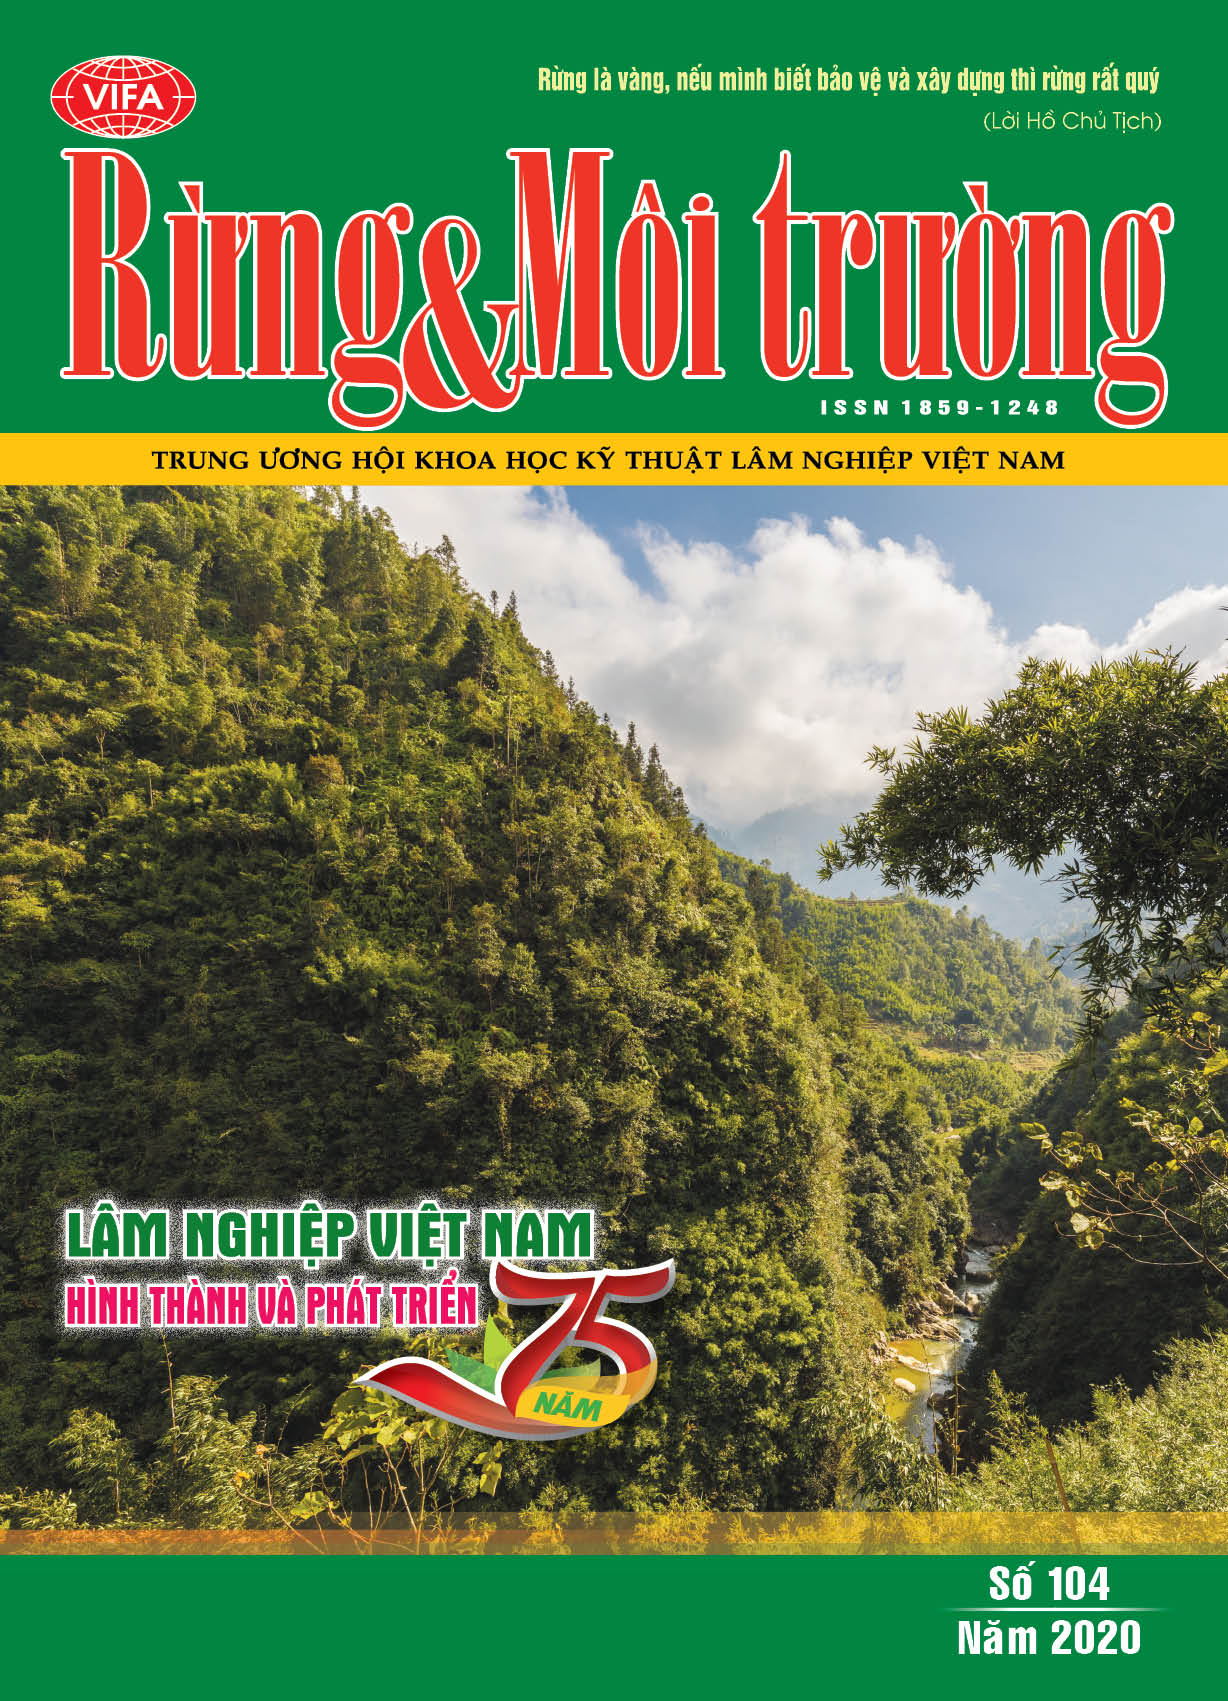 VIFA
Rừng là vàng, nếu mình biết bảo vệ và xây dựng thì rừng rất quý
(Lời Hồ Chủ Tịch)
Rừng & Môi trường
ISSN 1859-1248
TRUNG ƯƠNG HỘI KHOA HỌC KỸ THUẬT LÂM NGHIỆP VIỆT NAM
LÂM NGHIỆP VIỆT NAM
HÌNH THÀNH VÀ PHÁT TRIỂN
75
NĂM
Số 104
Năm 2020